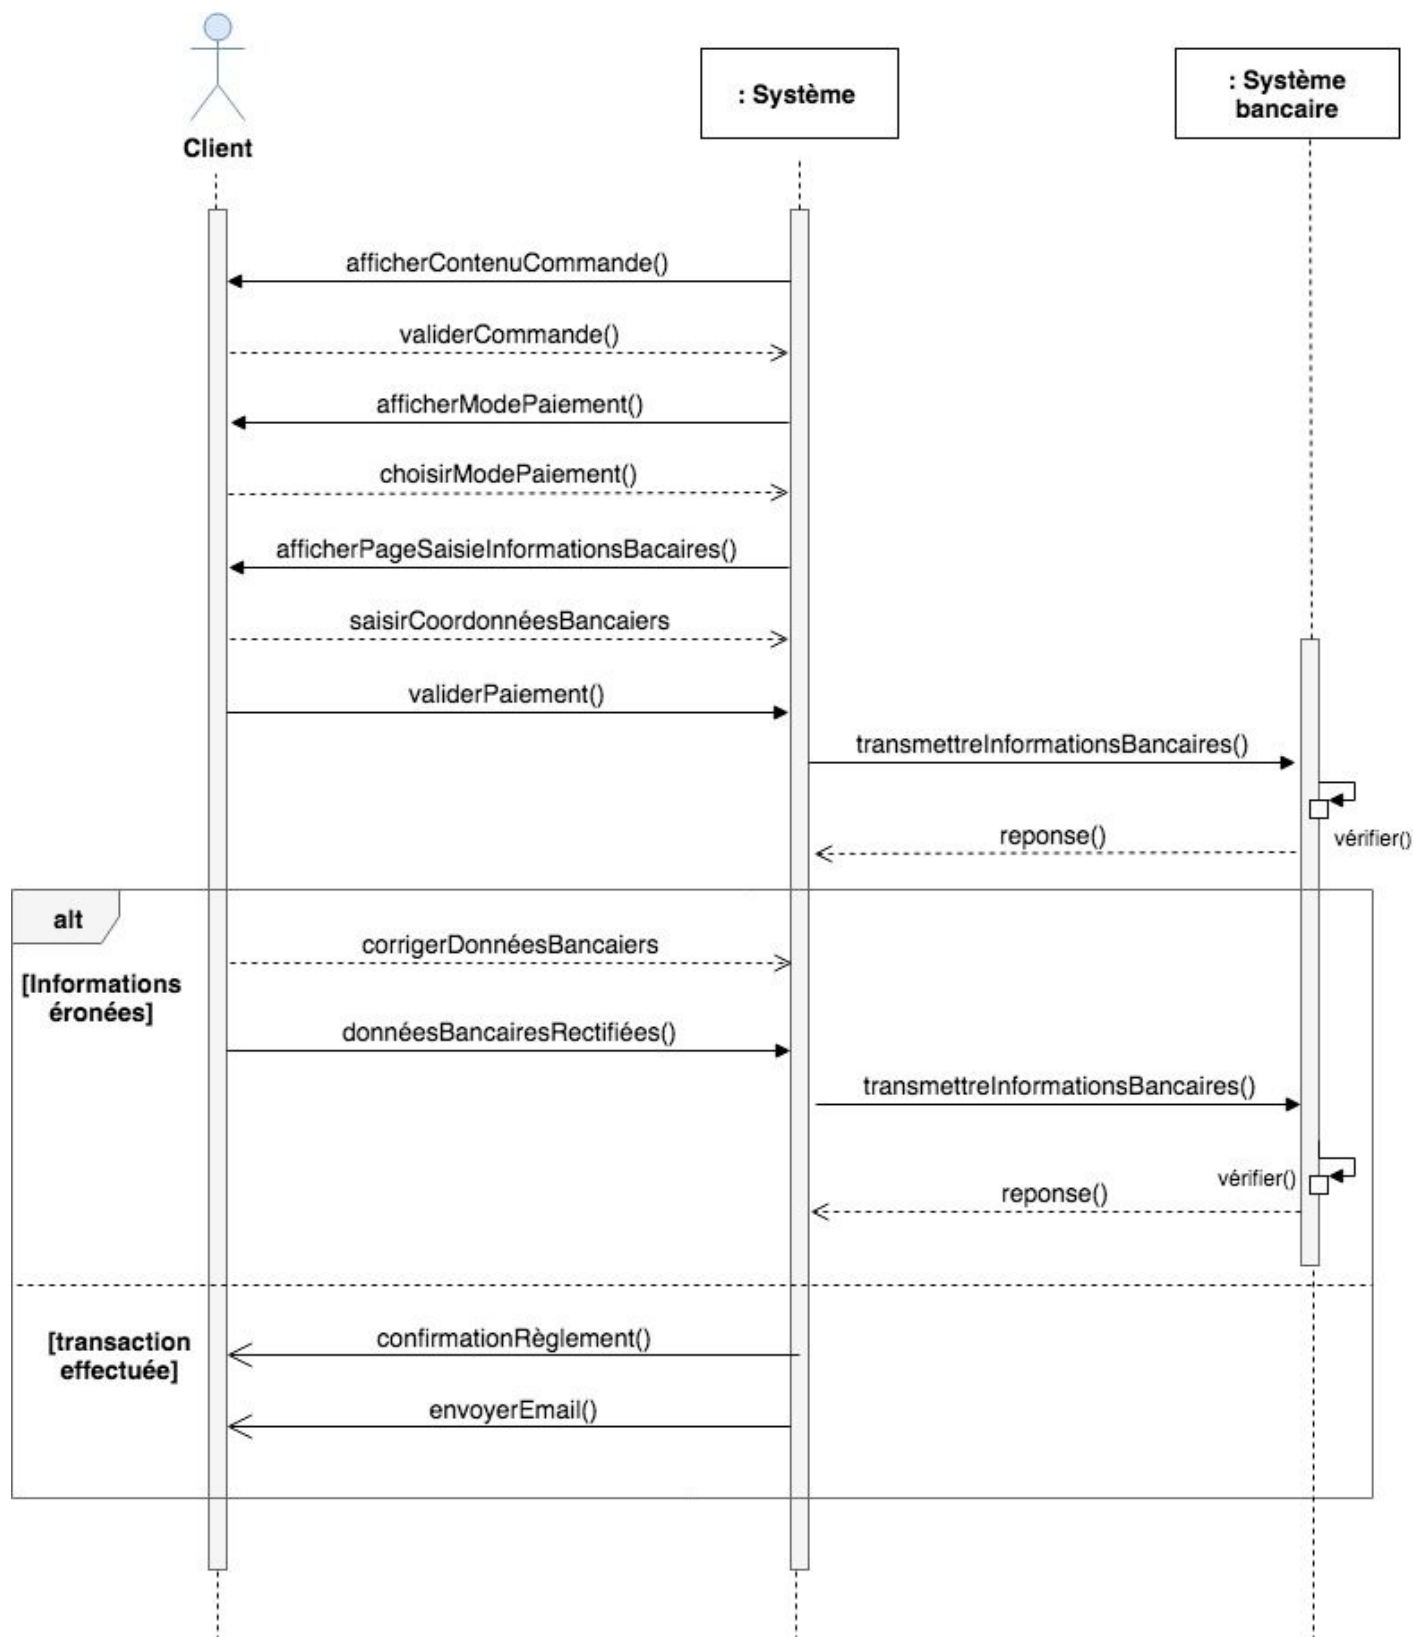 : Système
: Système
bancaire
Client
afficherContenuCommande()
validerCommande()
afficherModePaiement()
choisirModePaiement()
afficherPageSaisieInformationsBacaires()
saisirCoordonnéesBancaiers
validerPaiement()
transmettreInformationsBancaires()
reponse()
vérifier()
alt
corrigerDonnéesBancaiers
[Informations
éronées]
donnéesBancairesRectifiées()
transmettreInformationsBancaires()
vérifier()
reponse()
[transaction
effectuée]
confirmationRèglement()
envoyerEmail()